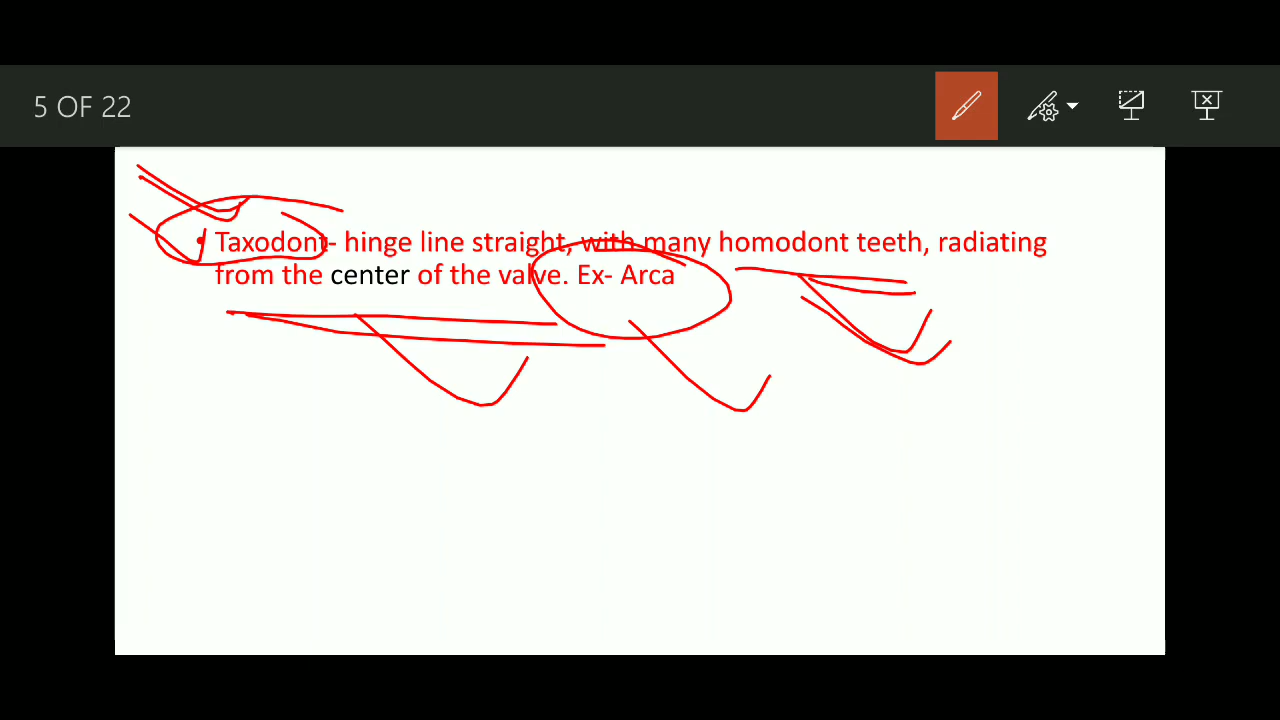 5 OF 22
• Taxodont- hinge line straight, with many homodont teeth, radiating
from the center of the valve. Ex- Arca